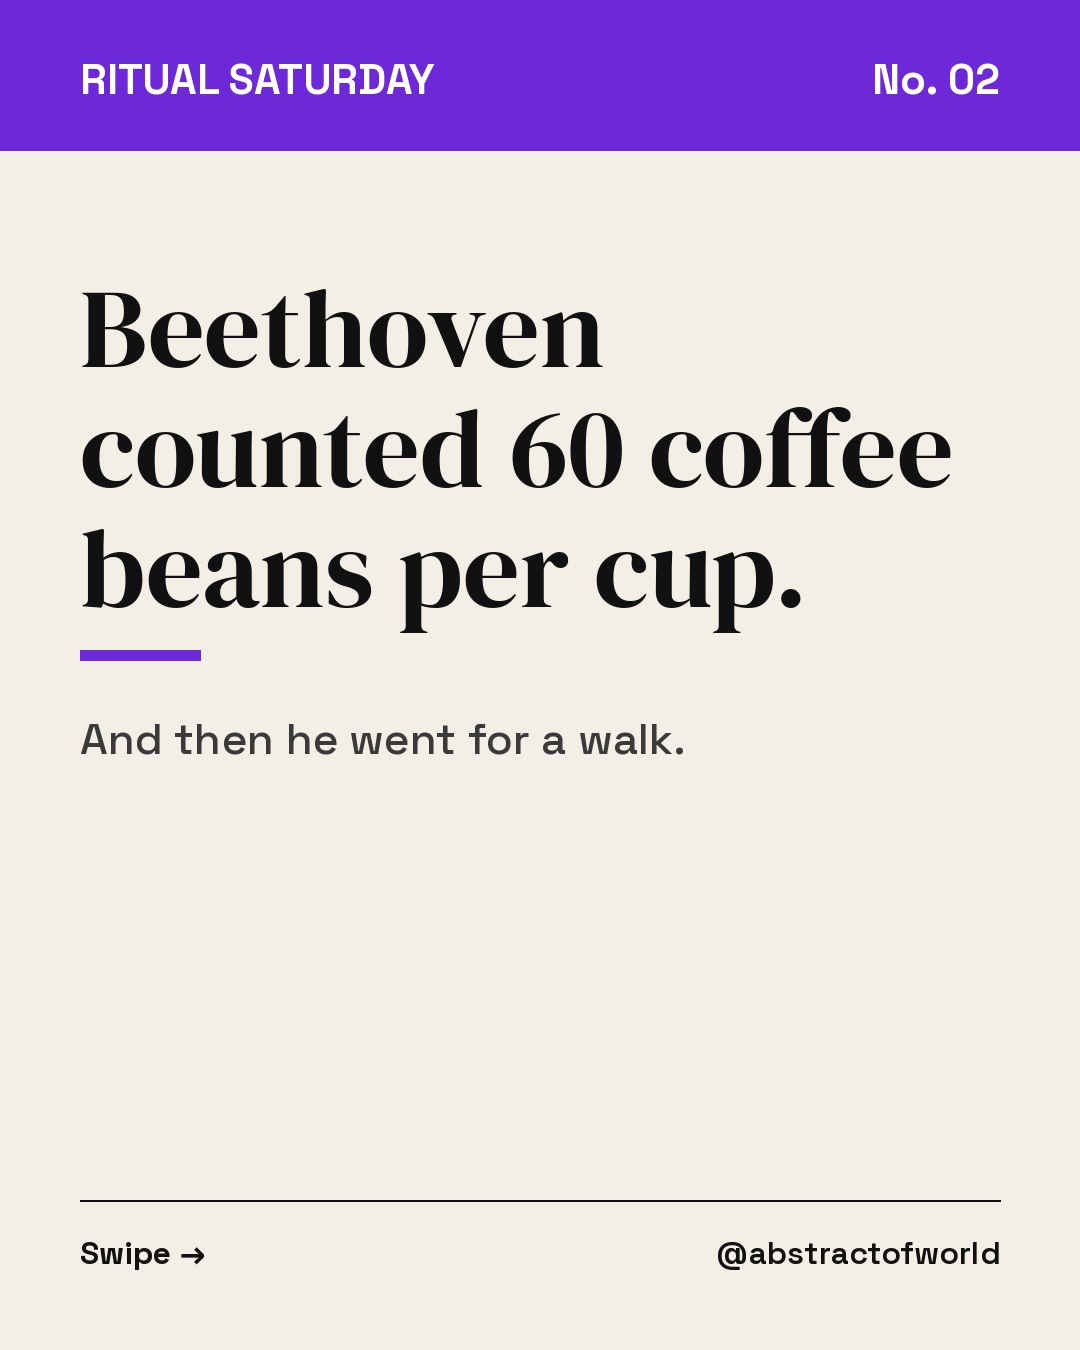 RITUAL SATURDAY
No. 02
Beethoven
counted 60 coffee
beans per cup.
And then he went for a walk.
Swipe →
@abstractofworld